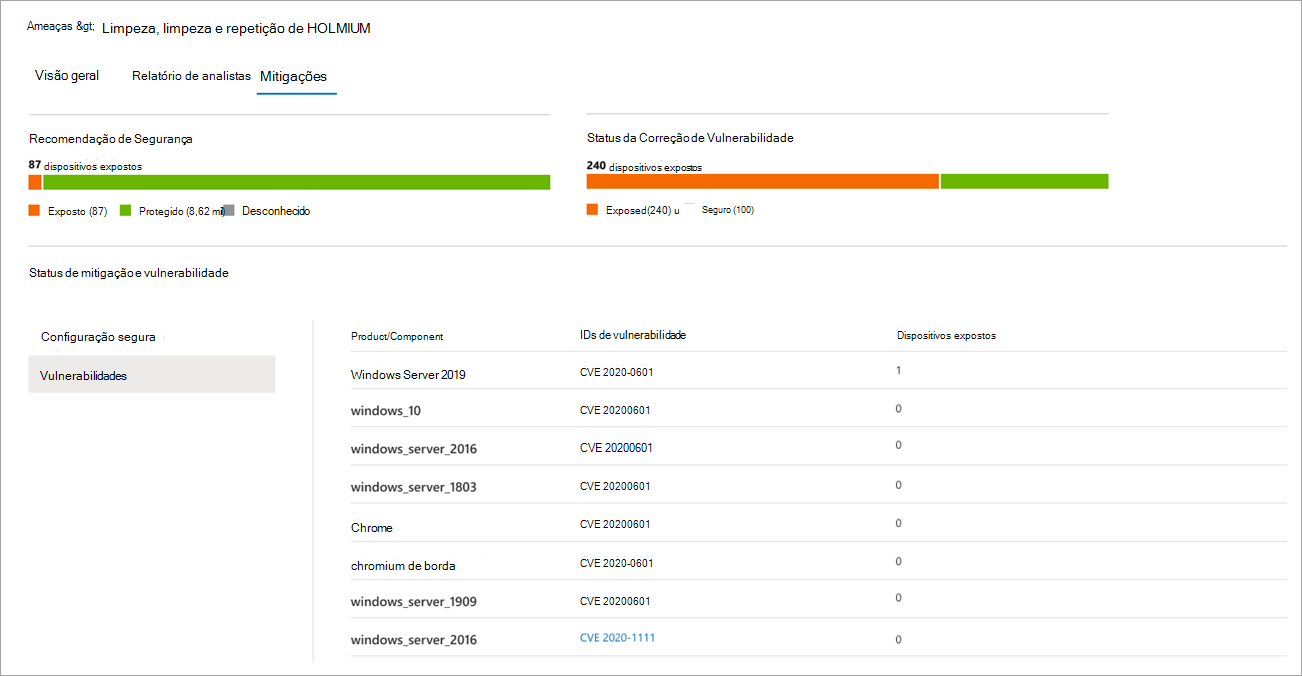 Ameaças &gt; Limpeza, limpeza e repetição de HOLMIUM
Visão geral Relatório de analistas Mitigações
Recomendação de Segurança
87 dispositivos expostos
Exposto (87) Protegido (8,62 mi) Desconhecido
Status da Correção de Vulnerabilidade
240 dispositivos expostos
Exposed(240) u Seguro (100)
Status de mitigação e vulnerabilidade
Configuração segura
Vulnerabilidades
Product/Component IDs de vulnerabilidade Dispositivos expostos
Windows Server 2019 CVE 2020-0601 1
windows_10 CVE 20200601 0
windows_server_2016 CVE 20200601 0
windows_server_1803 CVE 20200601 0
Chrome CVE 20200601 0
chromium de borda CVE 2020-0601 0
windows_server_1909 CVE 20200601 0
windows_server_2016 CVE 2020-1111 0